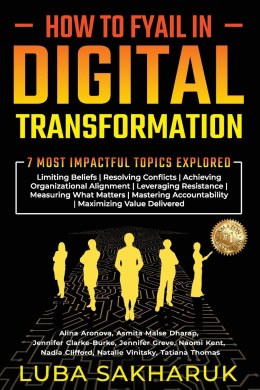 HOW TO FYAIL IN
DIGITAL
TRANSFORMATION
7 MOST IMPACTFUL TOPICS EXPLORED
Limiting Beliefs | Resolving Conflicts | Achieving
Organizational Alignment | Leveraging Resistance |
Measuring What Matters | Mastering Accountability
| Maximizing Value Delivered
Alina Aronova, Asmita Malse Dharap,
Jennifer Clarke-Burke, Jennifer Greve, Naomi Kent,
Nadia Clifford, Natalie Vinitsky, Tatiana Thomas
LUBA SAKHARUK